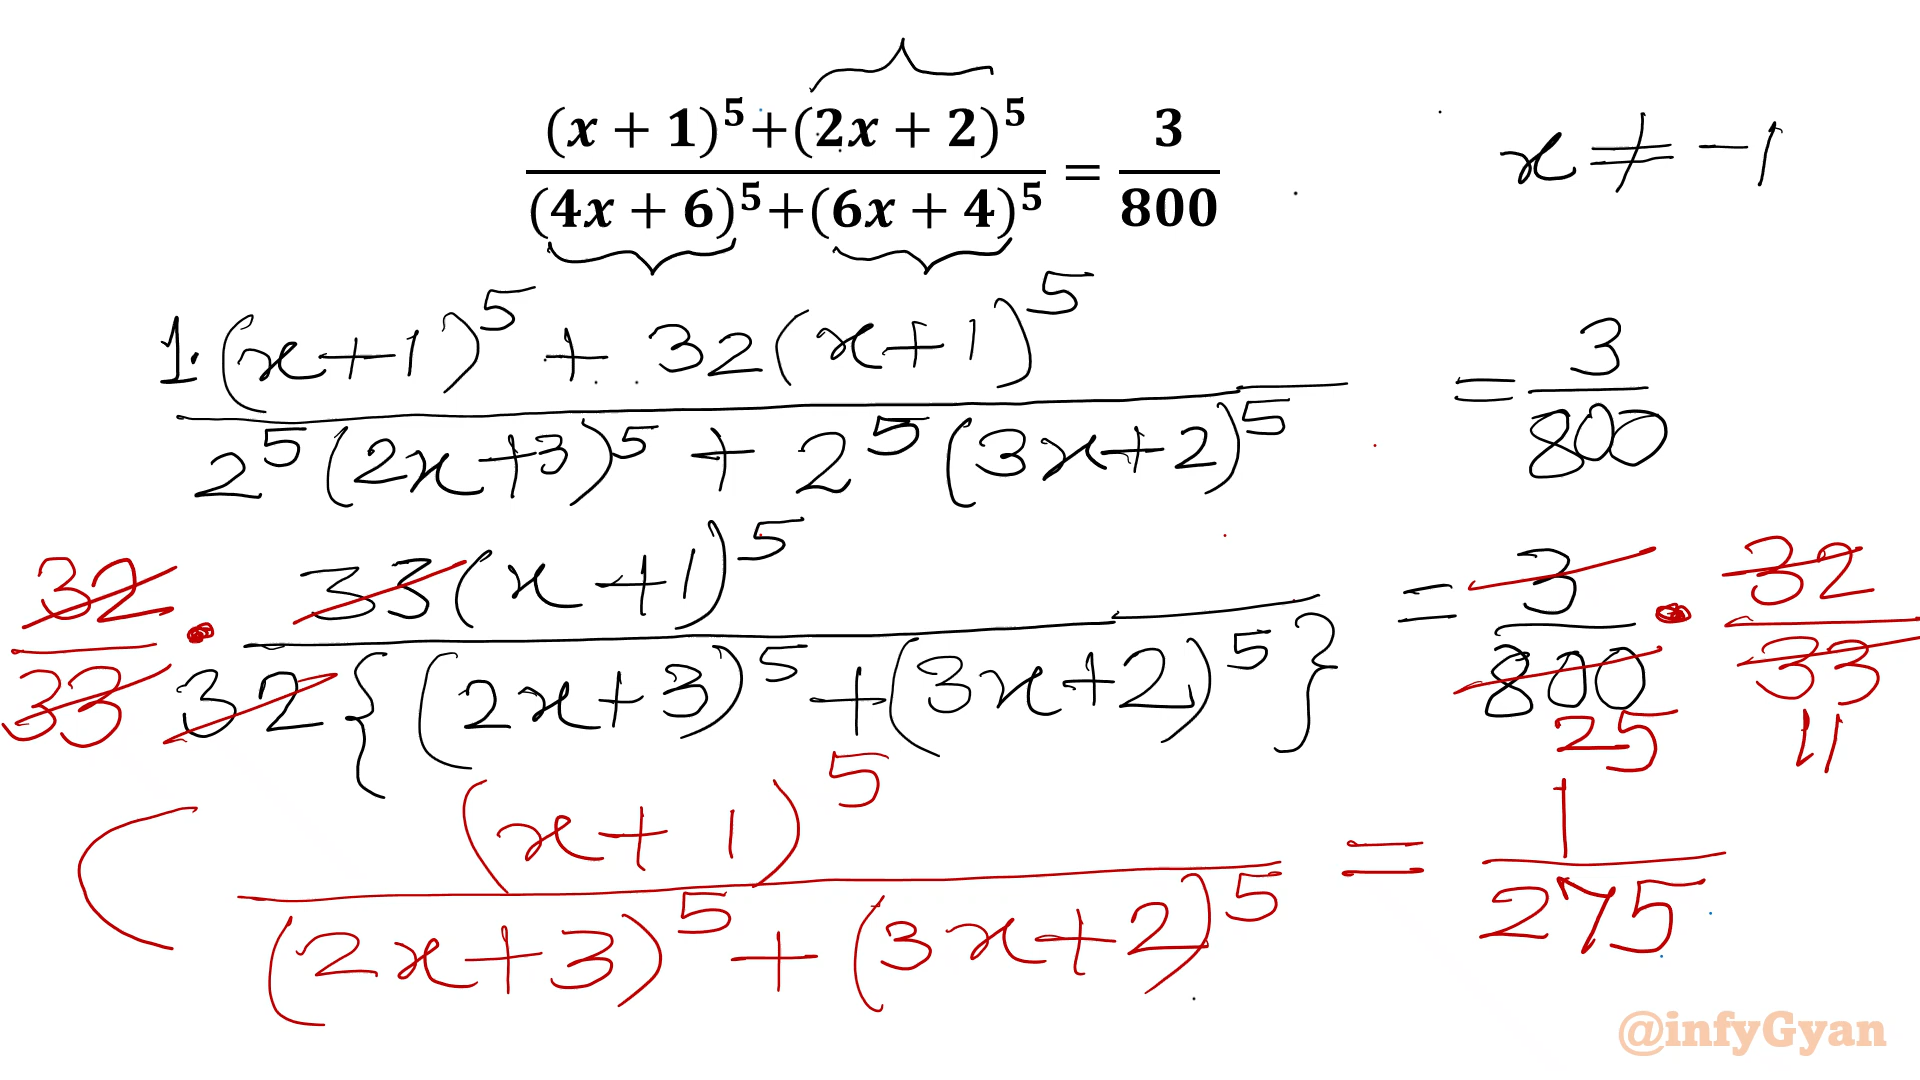 (x + 1)⁵+(2x + 2)⁵ / (4x + 6)⁵+(6x + 4)⁵ = 3/800
x ≠ -1
1.(x+1)⁵ + 32(x+1)⁵ / 2⁵(2x+3)⁵ + 2⁵(3x+2)⁵ = 3/800
32/33 · 33(x+1)⁵ / 32{(2x+3)⁵ + (3x+2)⁵} = 3/800 · 32/33
25 11
(x+1)⁵ / (2x+3)⁵ + (3x+2)⁵ = 1/275
@infyGyan